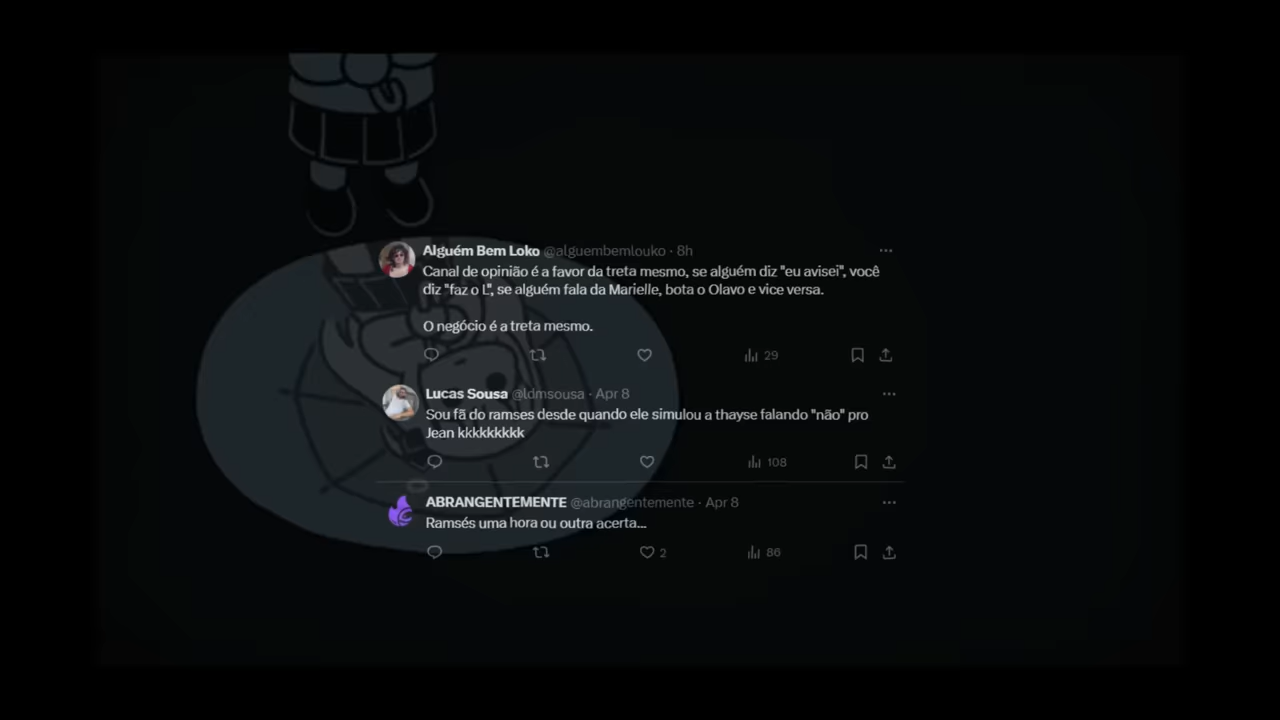 Alguém Bem Loko @alguembemlouko · 8h
Canal de opinião é a favor da treta mesmo, se alguém diz "eu avisei", você
diz "faz o L", se alguém fala da Marielle, bota o Olavo e vice versa.
O negócio é a treta mesmo.
29
Lucas Sousa @ldmsousa · Apr 8
Sou fã do ramses desde quando ele simulou a thayse falando "não" pro
Jean kkkkkkkkk
108
ABRANGENTEMENTE @abrangentemente · Apr 8
Ramsés uma hora ou outra acerta...
2 86